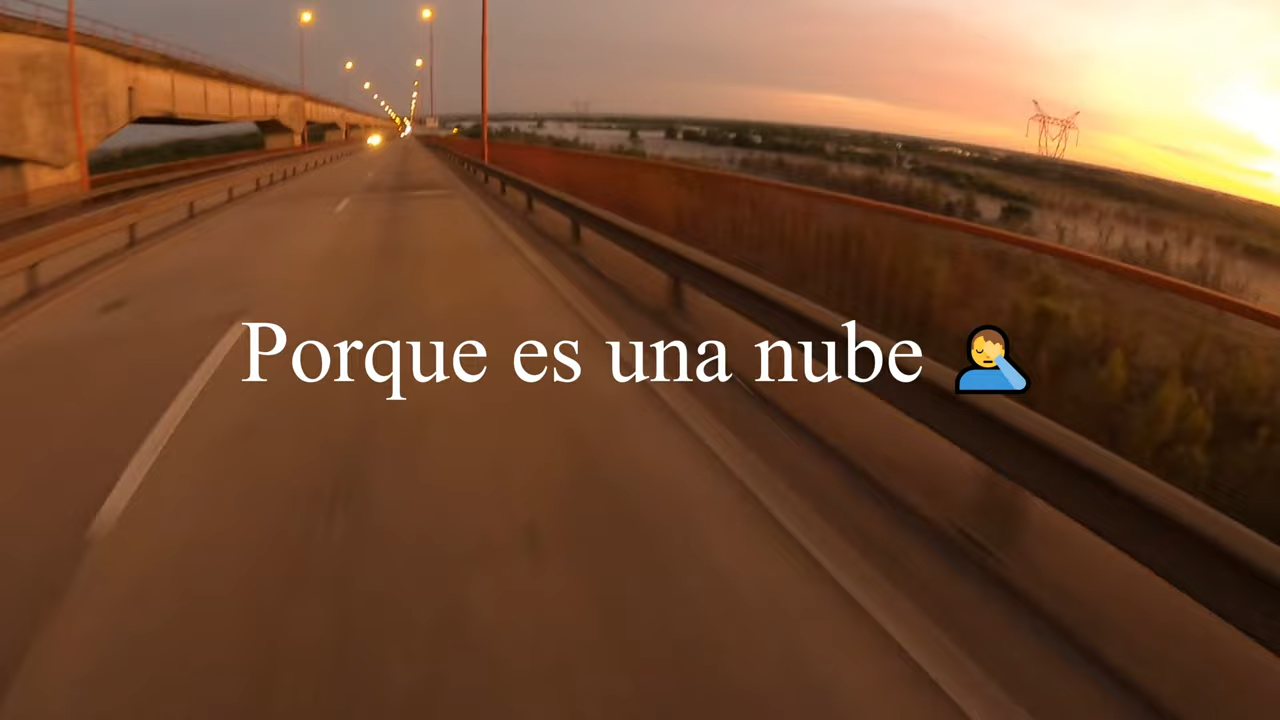 Porque es una nube 🤦‍♂️